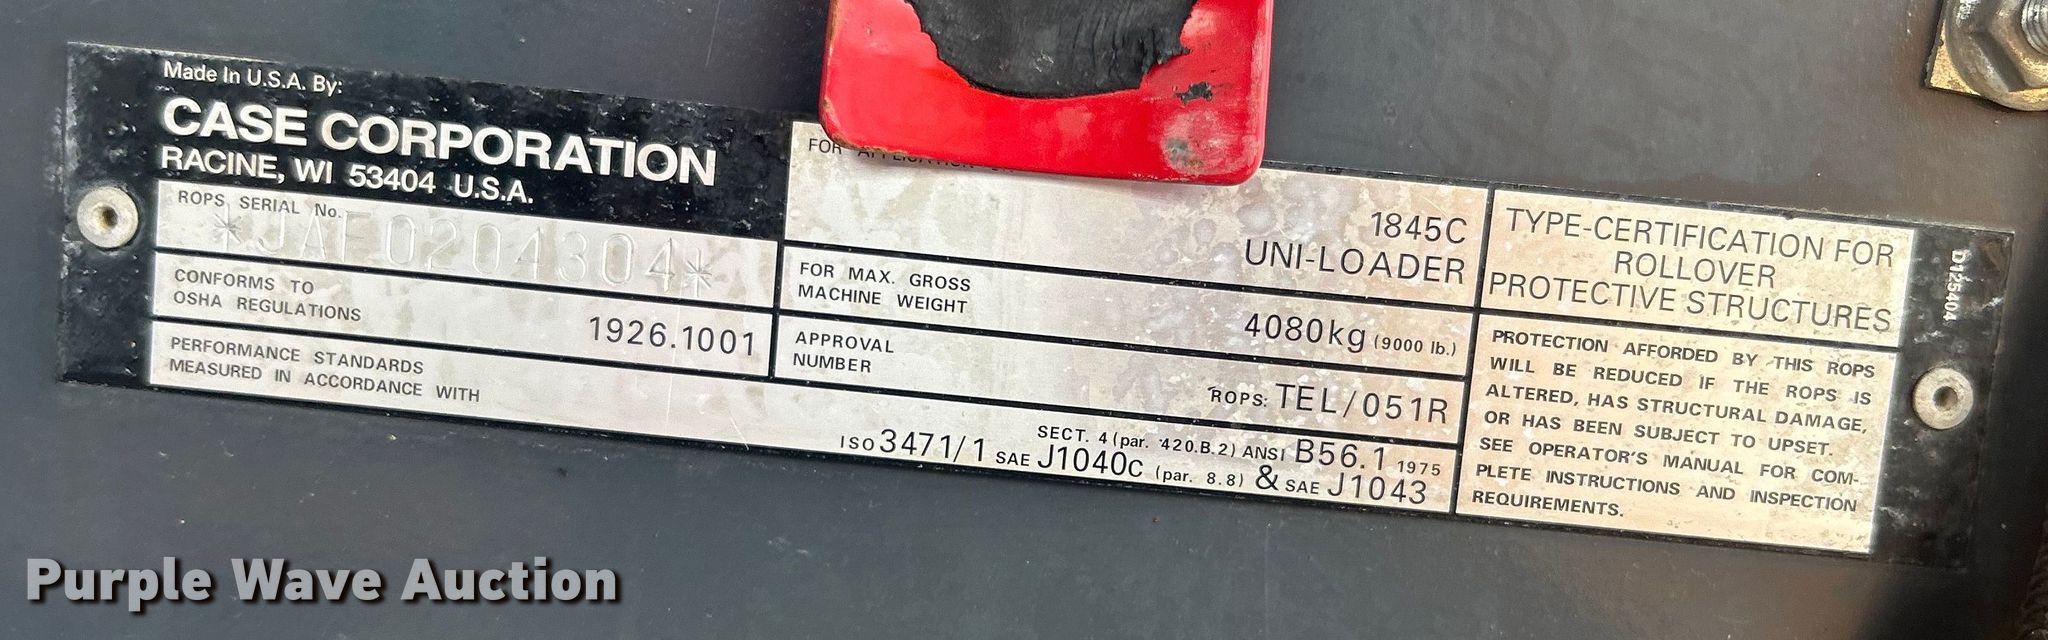 Made In U.S.A. By:
CASE CORPORATION
RACINE, WI 53404 U.S.A.
ROPS SERIAL No.
*JAF0204304*
CONFORMS TO
OSHA REGULATIONS
1926.1001
PERFORMANCE STANDARDS
MEASURED IN ACCORDANCE WITH
FOR APPLICATION
1845C
UNI-LOADER
FOR MAX. GROSS
MACHINE WEIGHT
4080kg (9000 lb.)
APPROVAL
NUMBER
ROPS: TEL/051R
SECT. 4 (par. 420.B.2) ANSI B56.1 1975
ISO 3471/1 SAE J1040C (par. 8.8) & SAE J1043
TYPE-CERTIFICATION FOR
ROLLOVER
PROTECTIVE STRUCTURES
PROTECTION AFFORDED BY THIS ROPS
WILL BE REDUCED IF THE ROPS IS
ALTERED, HAS STRUCTURAL DAMAGE,
OR HAS BEEN SUBJECT TO UPSET.
SEE OPERATOR'S MANUAL FOR COM-
PLETE INSTRUCTIONS AND INSPECTION
REQUIREMENTS.
D125404
Purple Wave Auction